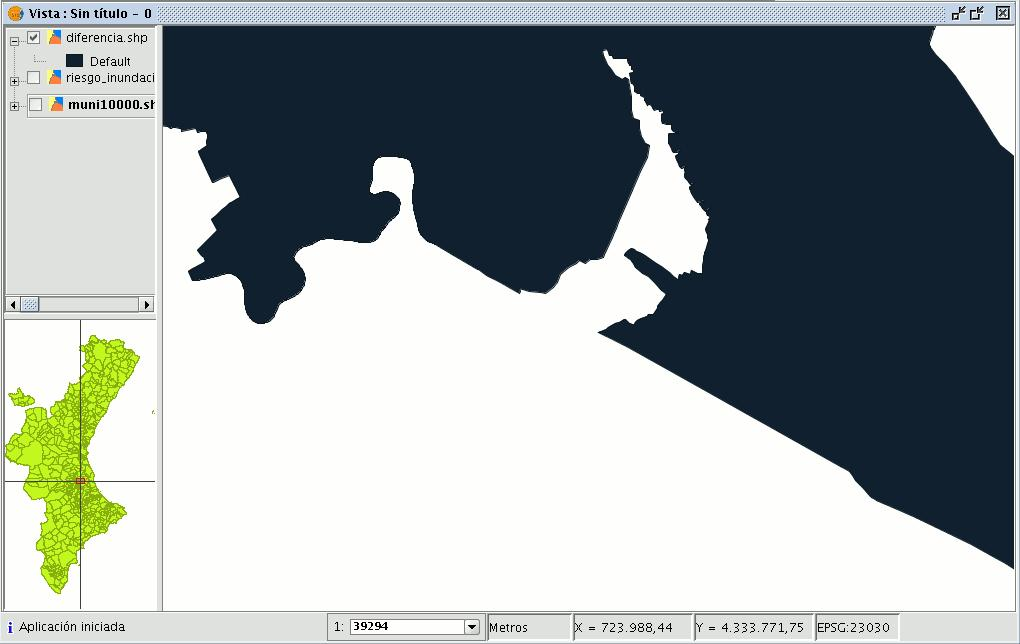 Vista : Sin título - 0
diferencia.shp
Default
riesgo_inundaci
muni10000.sh
Aplicación iniciada
1: 39294
Metros
X = 723.988,44
Y = 4.333.771,75
EPSG:23030